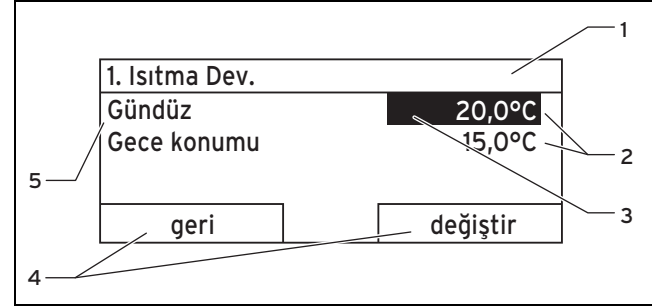 1
1. Isıtma Dev.
Gündüz 20,0°C
Gece konumu 15,0°C
2
5
3
geri değiştir
4